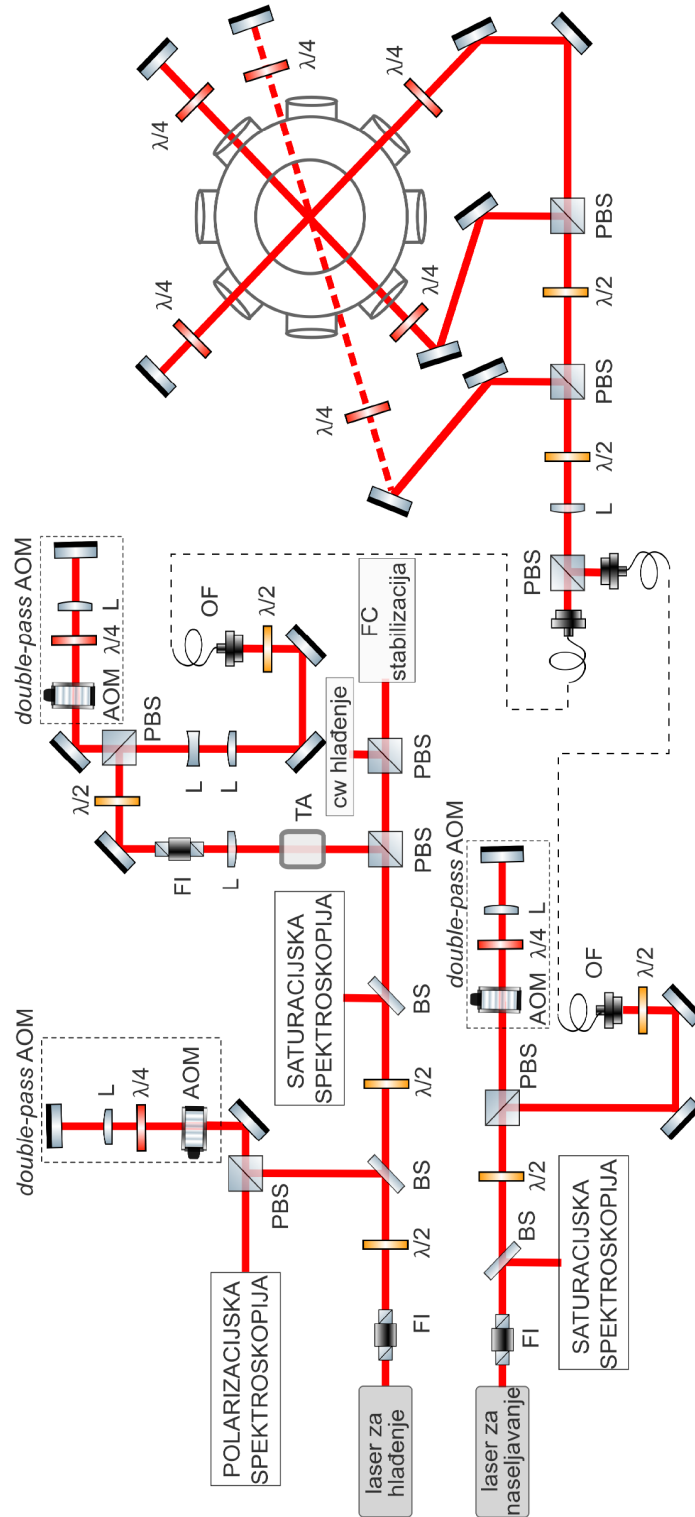 double-pass AOM
L
λ/4
AOM
PBS
POLARIZACIJSKA
SPEKTROSKOPIJA
SATURACIJSKA
SPEKTROSKOPIJA
laser za
hlađenje
FI
λ/2
BS
λ/2
BS
PBS
PBS
cw hlađenje
FC
stabilizacija
TA
L
FI
λ/2
PBS
double-pass AOM
AOM
λ/4
L
L
L
OF
λ/2
laser za
naseljavanje
FI
BS
SATURACIJSKA
SPEKTROSKOPIJA
λ/2
PBS
double-pass AOM
AOM
λ/4
L
OF
λ/2
λ/4
λ/4
λ/4
λ/4
λ/4
λ/4
PBS
L
λ/2
PBS
λ/2
PBS